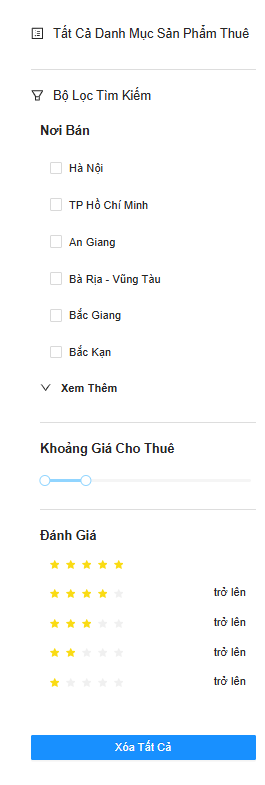 Tất Cả Danh Mục Sản Phẩm Thuê
Bộ Lọc Tìm Kiếm
Nơi Bán
Hà Nội
TP Hồ Chí Minh
An Giang
Bà Rịa - Vũng Tàu
Bắc Giang
Bắc Kạn
Xem Thêm
Khoảng Giá Cho Thuê
Đánh Giá
trở lên
trở lên
trở lên
trở lên
Xóa Tất Cả